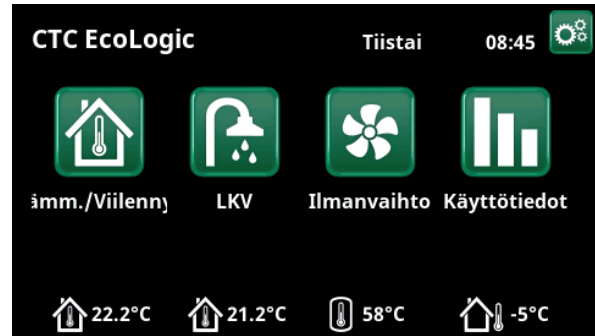 CTC EcoLogic Tiistai 08:45
ämm./Viilenny LKV Ilmanvaihto Käyttötiedot
22.2°C 21.2°C 58°C -5°C